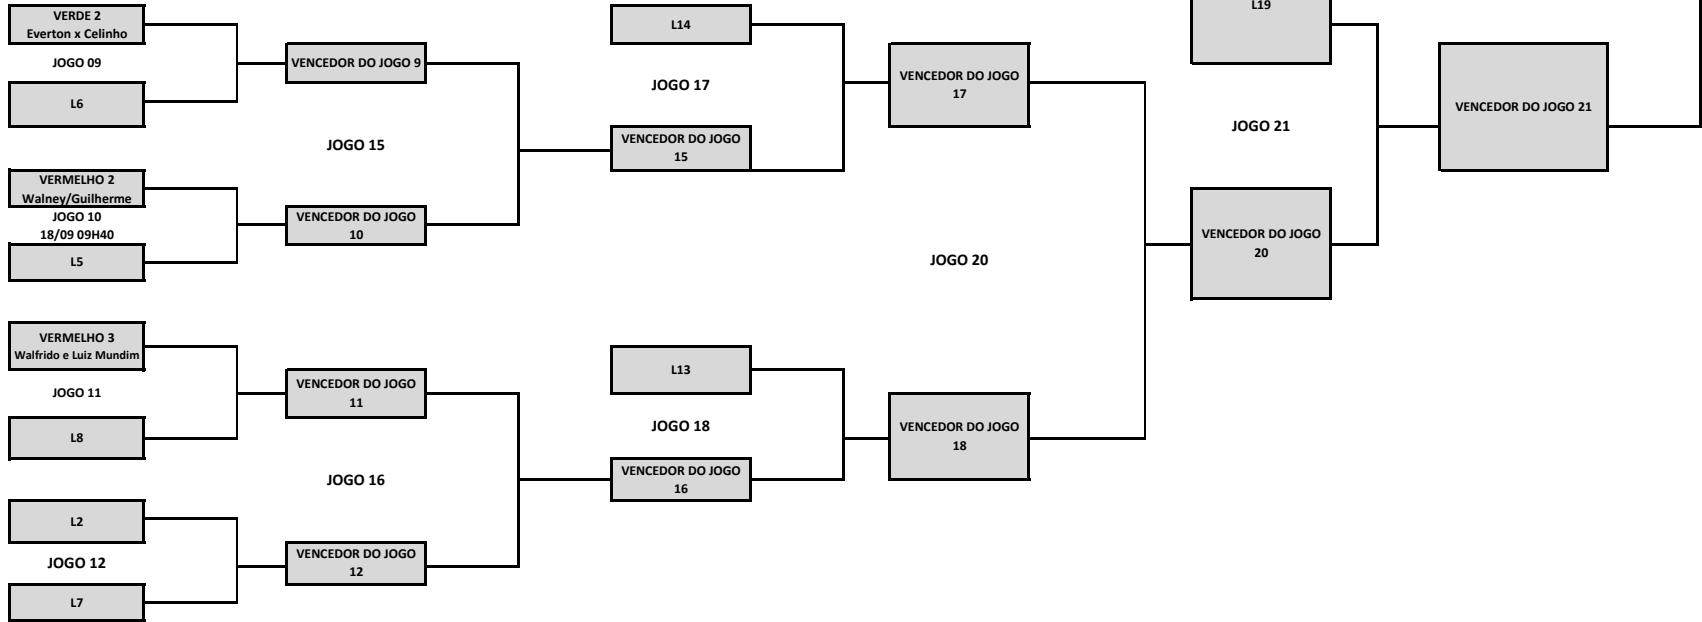 VERDE 2
Everton x Celinho
JOGO 09
L6
VERMELHO 2
Walney/Guilherme
JOGO 10
18/09 09H40
L5
VERMELHO 3
Walfrido e Luiz Mundim
JOGO 11
L8
L2
JOGO 12
L7
VENCEDOR DO JOGO 9
JOGO 15
VENCEDOR DO JOGO
10
VENCEDOR DO JOGO
11
JOGO 16
VENCEDOR DO JOGO
12
L14
JOGO 17
VENCEDOR DO JOGO
15
L13
JOGO 18
VENCEDOR DO JOGO
16
VENCEDOR DO JOGO
17
JOGO 20
VENCEDOR DO JOGO
18
L19
JOGO 21
VENCEDOR DO JOGO
20
VENCEDOR DO JOGO 21